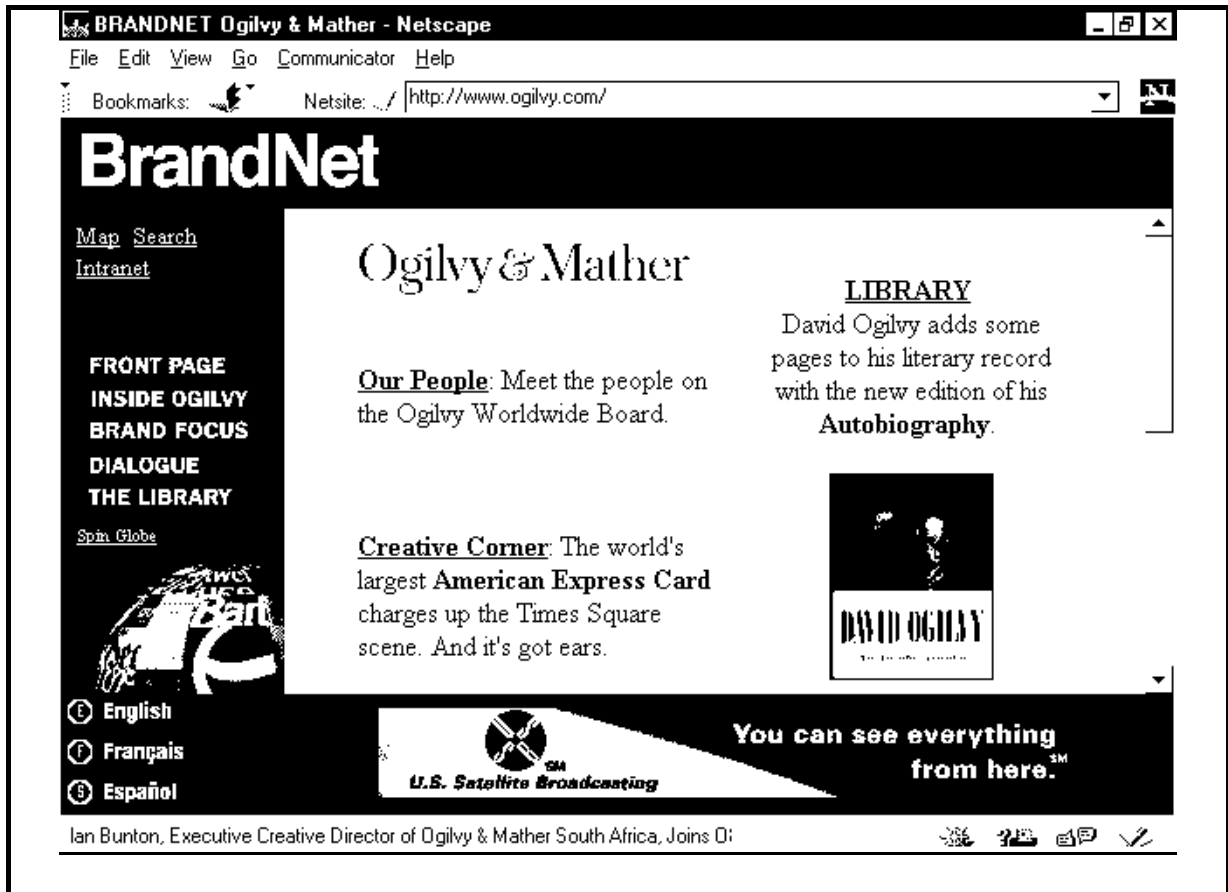 BRANDNET Ogilvy & Mather - Netscape
File Edit View Go Communicator Help
Bookmarks: Netsite: http://www.ogilvy.com/
N
BrandNet
Map Search
Intranet
FRONT PAGE
INSIDE OGILVY
BRAND FOCUS
DIALOGUE
THE LIBRARY
Spin Globe
Bart
Ogilvy & Mather
Our People: Meet the people on
the Ogilvy Worldwide Board.
Creative Corner: The world's
largest American Express Card
charges up the Times Square
scene. And it's got ears.
LIBRARY
David Ogilvy adds some
pages to his literary record
with the new edition of his
Autobiography.
DAVID OGILVY
E English
F Français
S Español
SM
U.S. Satellite Broadcasting
You can see everything
from here.℠
Ian Bunton, Executive Creative Director of Ogilvy & Mather South Africa, Joins O